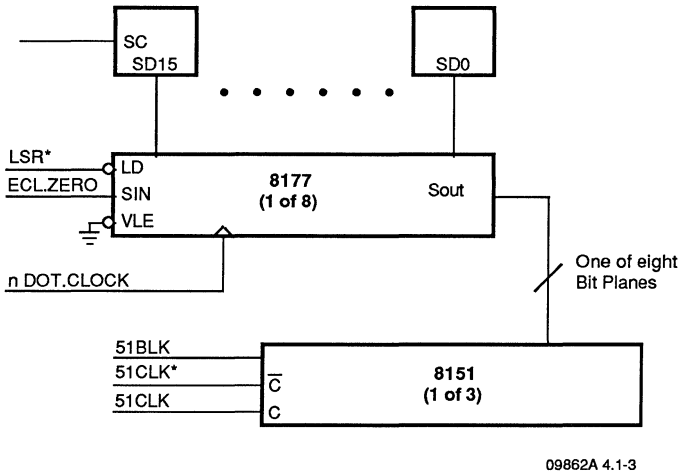 SC
SD15
SD0
LSR*
LD
8177
(1 of 8)
ECL.ZERO
SIN
Sout
VLE
n DOT.CLOCK
One of eight
Bit Planes
51BLK
51CLK*
C
8151
(1 of 3)
51CLK
C
09862A 4.1-3